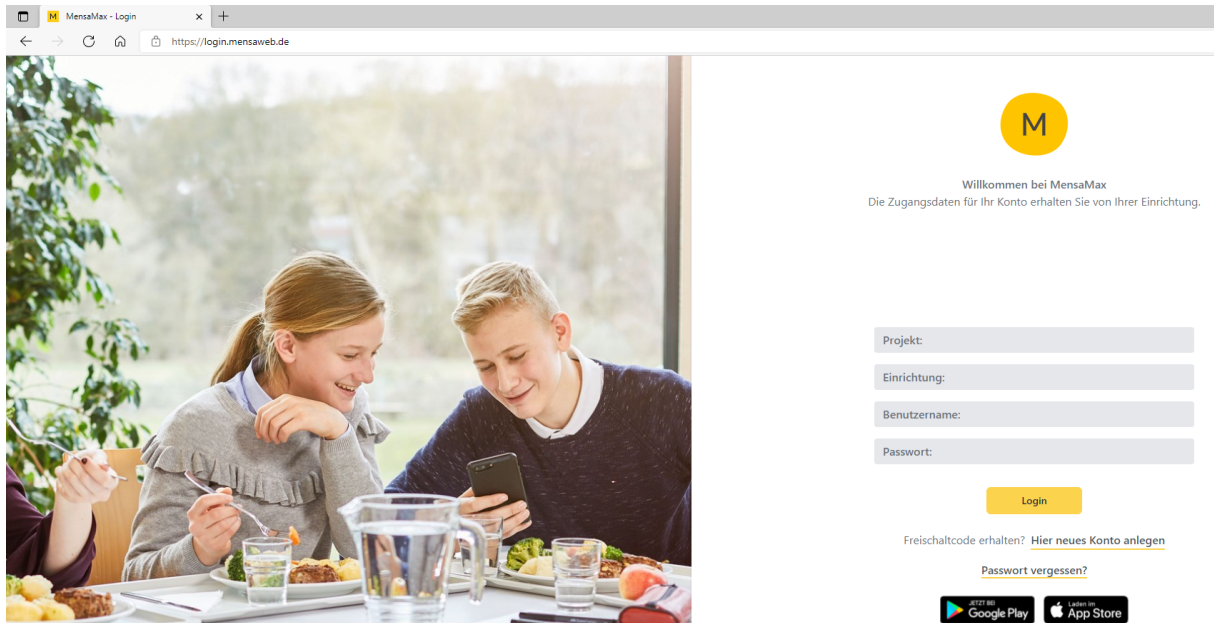 M MensaMax - Login
https://login.mensaweb.de
M
Willkommen bei MensaMax
Die Zugangsdaten für Ihr Konto erhalten Sie von Ihrer Einrichtung.
Projekt:
Einrichtung:
Benutzername:
Passwort:
Login
Freischaltcode erhalten? Hier neues Konto anlegen
Passwort vergessen?
JETZT BEI
Google Play
Laden im
App Store